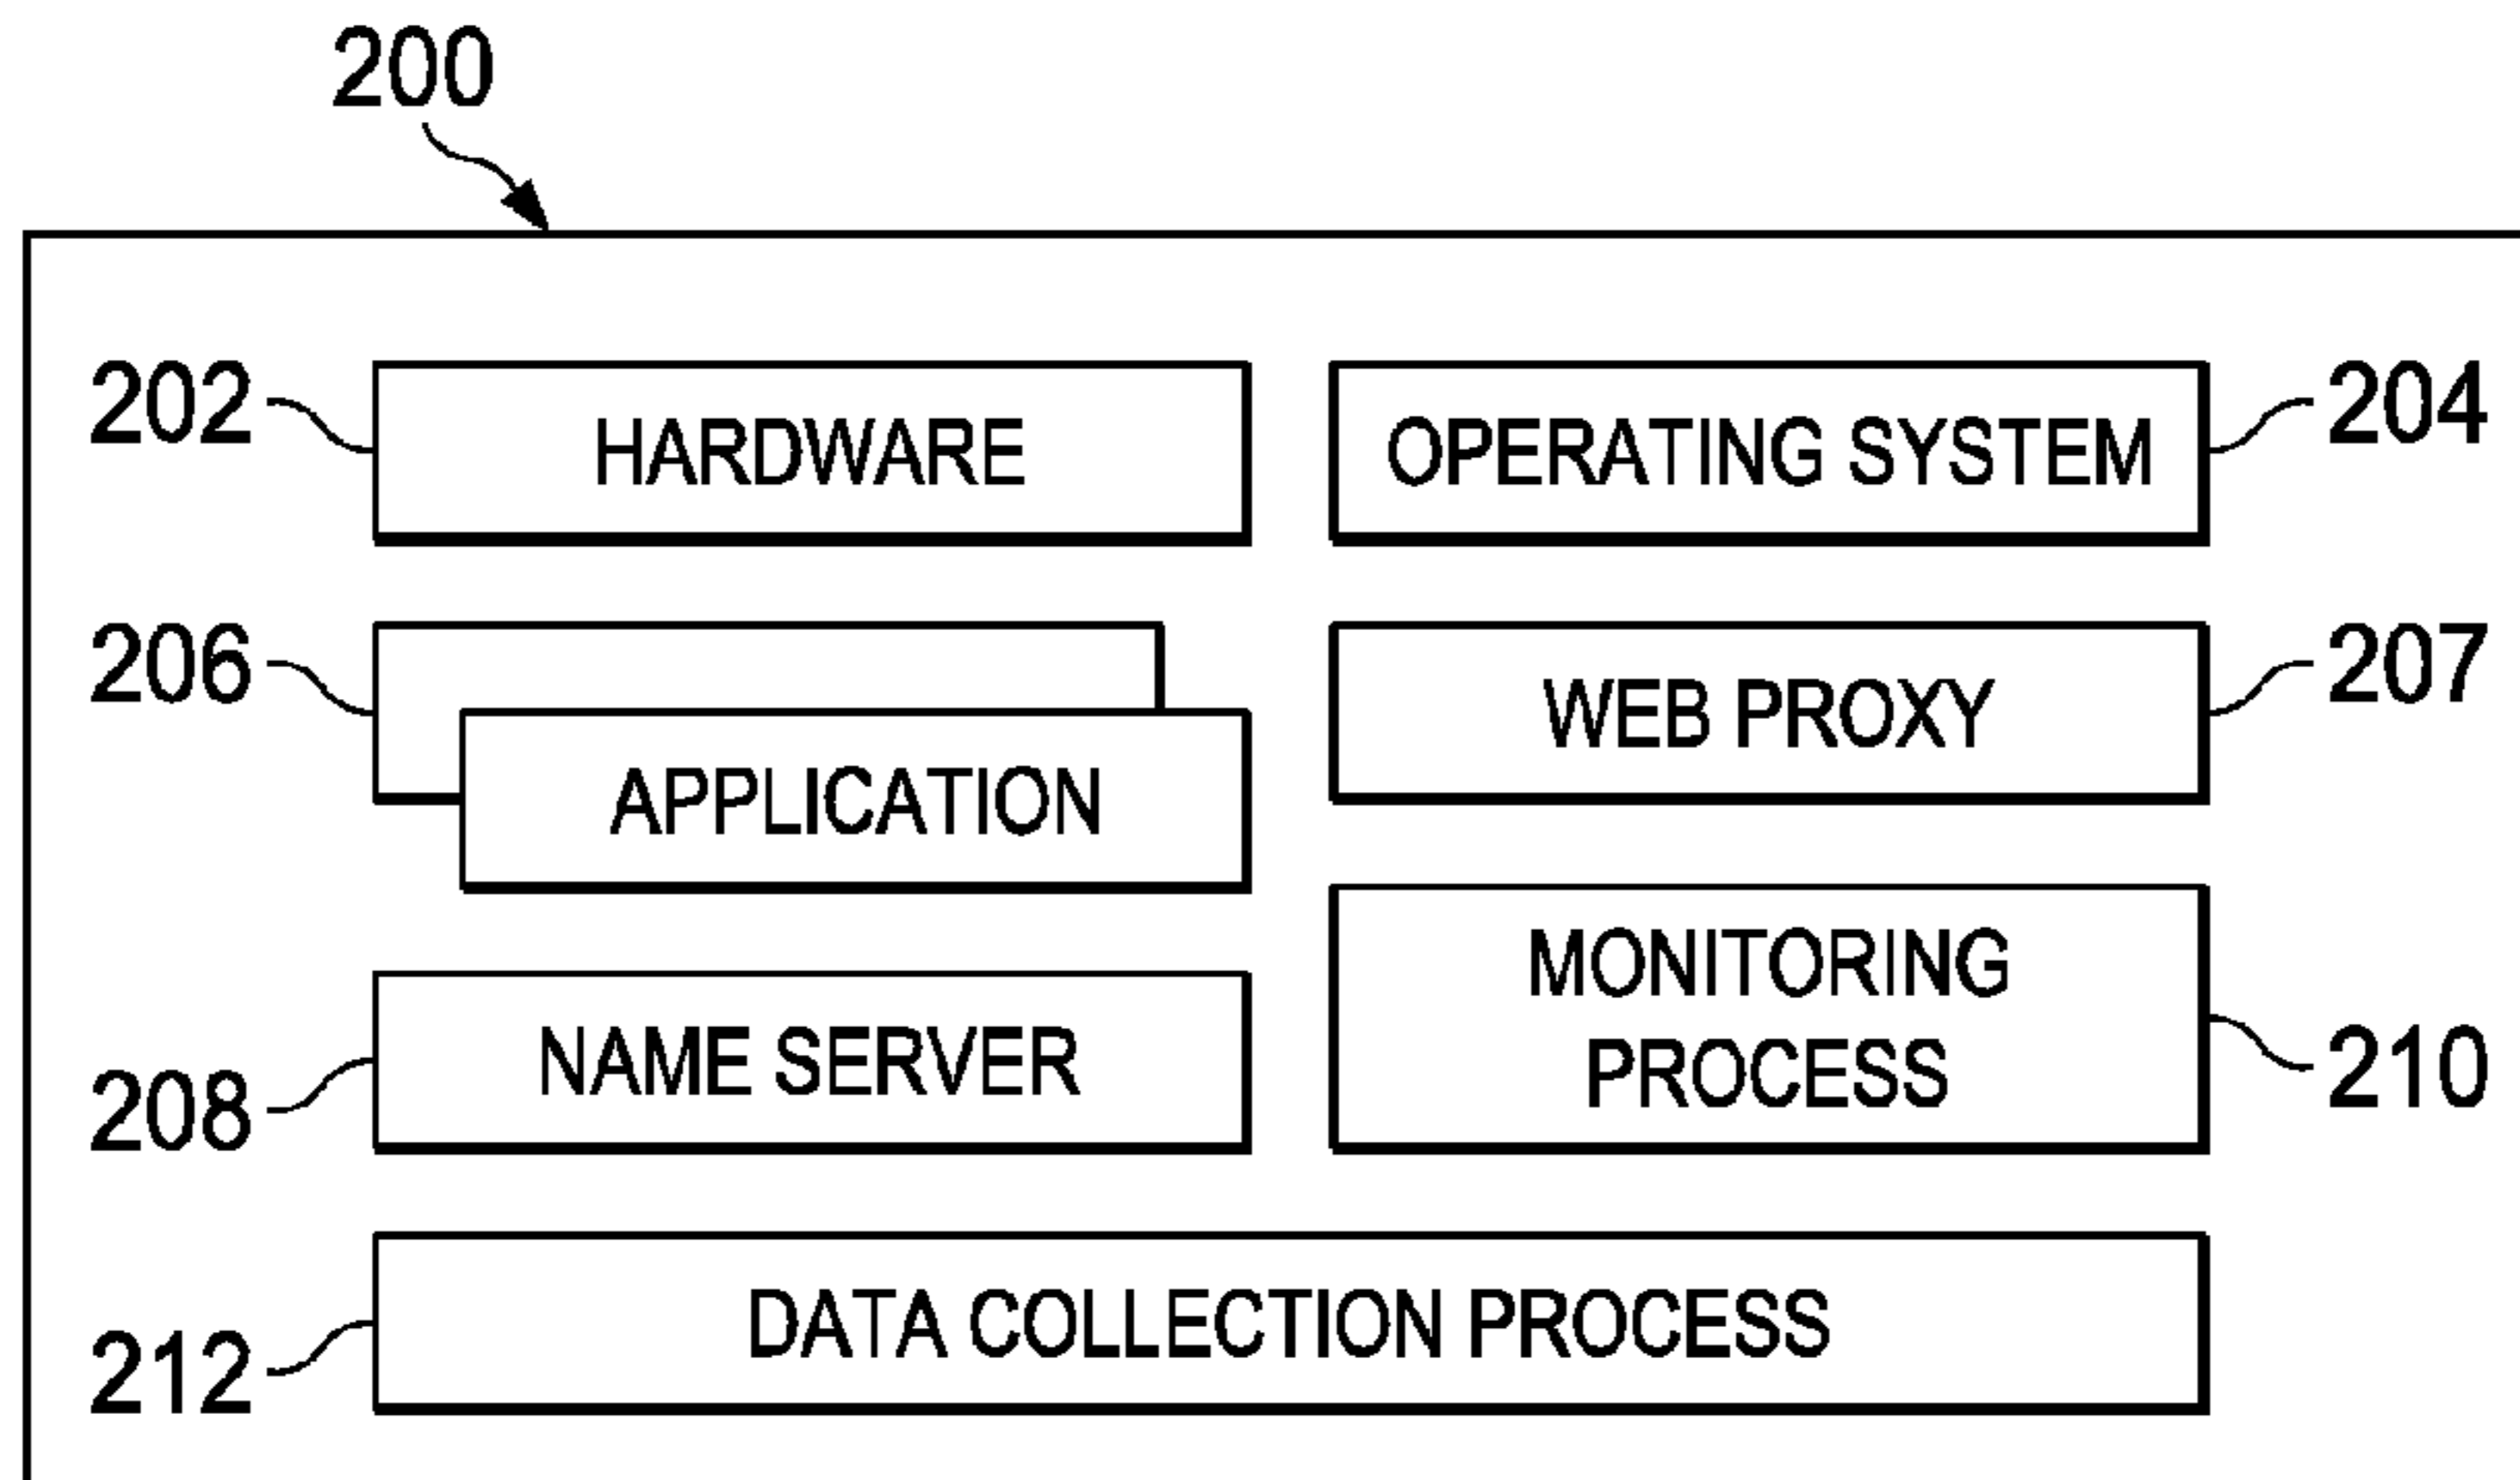 200
202
HARDWARE
OPERATING SYSTEM
204
206
APPLICATION
WEB PROXY
207
208
NAME SERVER
MONITORING
PROCESS
210
212
DATA COLLECTION PROCESS